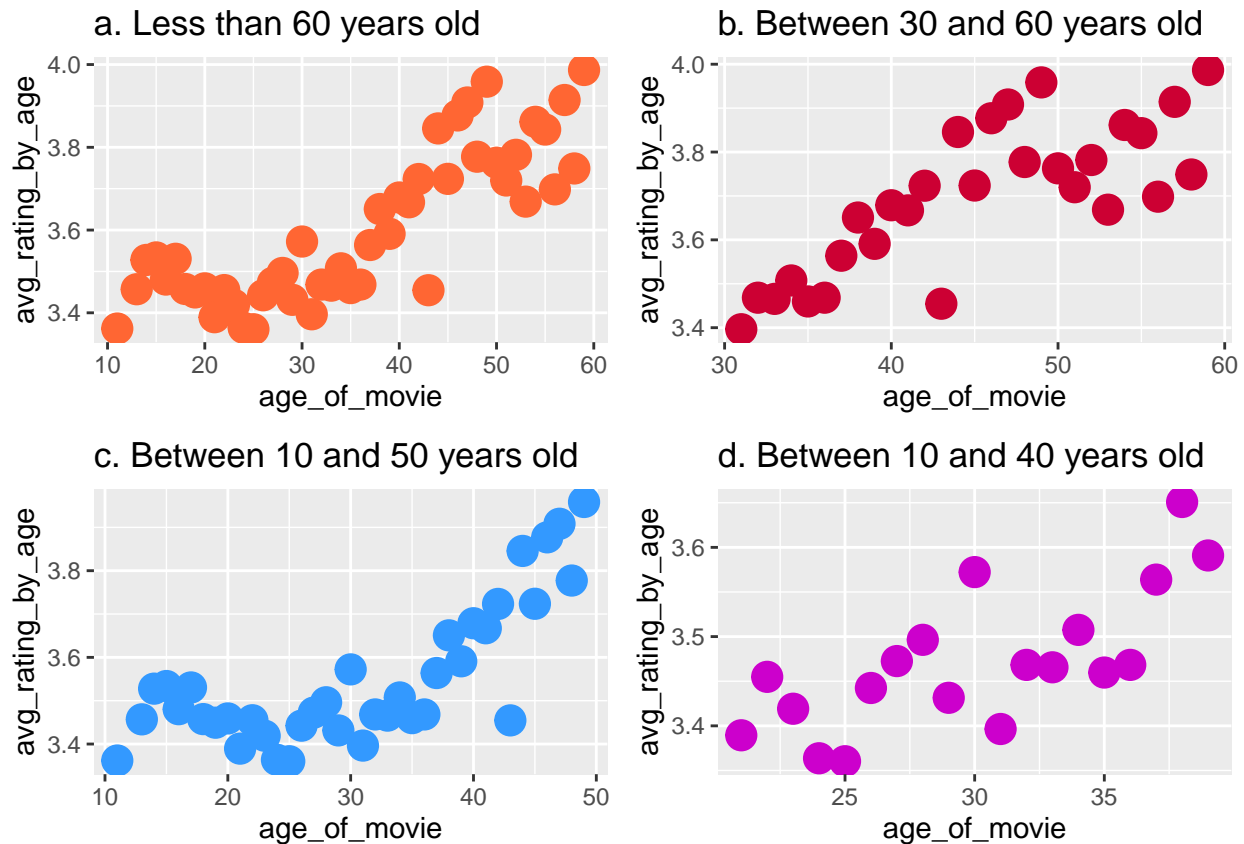 a. Less than 60 years old
avg_rating_by_age
4.0
3.8
3.6
3.4
10 20 30 40 50 60
age_of_movie
b. Between 30 and 60 years old
avg_rating_by_age
4.0
3.8
3.6
3.4
30 40 50 60
age_of_movie
c. Between 10 and 50 years old
avg_rating_by_age
3.8
3.6
3.4
10 20 30 40 50
age_of_movie
d. Between 10 and 40 years old
avg_rating_by_age
3.6
3.5
3.4
25 30 35
age_of_movie